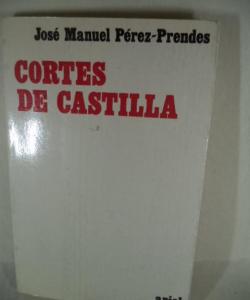 José Manuel Pérez-Prendes
CORTES
DE CASTILLA